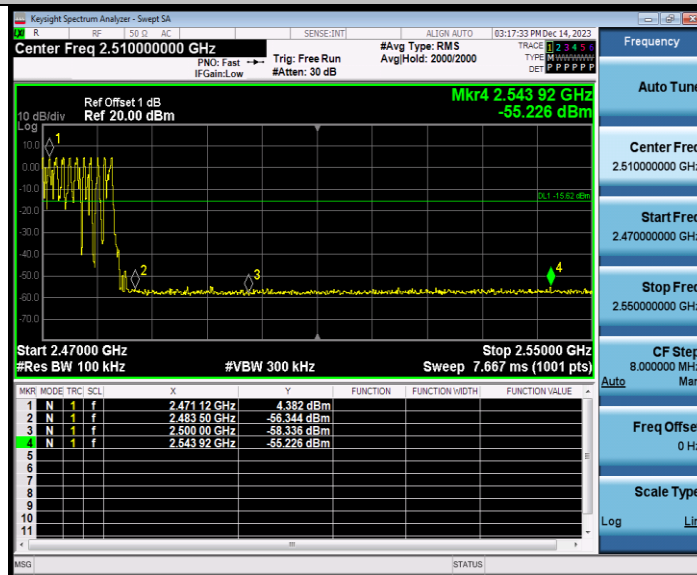 Keysight Spectrum Analyzer - Swept SA
LXI R RF 50 Ω AC SENSE:INT ALIGN AUTO 03:17:33 PM Dec 14, 2023
Center Freq 2.510000000 GHz #Avg Type: RMS TRACE 1 2 3 4 5 6
PNO: Fast Trig: Free Run Avg|Hold: 2000/2000 TYPE M WWWWW
IFGain:Low #Atten: 30 dB DET P P P P P P
Mkr4 2.543 92 GHz
-55.226 dBm
Ref Offset 1 dB
10 dB/div Ref 20.00 dBm
Log
10.0
0.00
-10.0
-20.0
-30.0
-40.0
-50.0
-60.0
-70.0
1
2
3
4
DL1 -15.62 dBm
Start 2.47000 GHz Stop 2.55000 GHz
#Res BW 100 kHz #VBW 300 kHz Sweep 7.667 ms (1001 pts)
MKR MODE TRC SCL X Y FUNCTION FUNCTION WIDTH FUNCTION VALUE
1 N 1 f 2.471 12 GHz 4.382 dBm
2 N 1 f 2.483 50 GHz -56.344 dBm
3 N 1 f 2.500 00 GHz -58.336 dBm
4 N 1 f 2.543 92 GHz -55.226 dBm
5
6
7
8
9
10
11
MSG STATUS
Frequency
Auto Tune
Center Freq
2.510000000 GHz
Start Freq
2.470000000 GHz
Stop Freq
2.550000000 GHz
CF Step
8.000000 MHz
Auto Man
Freq Offset
0 Hz
Scale Type
Log Lin